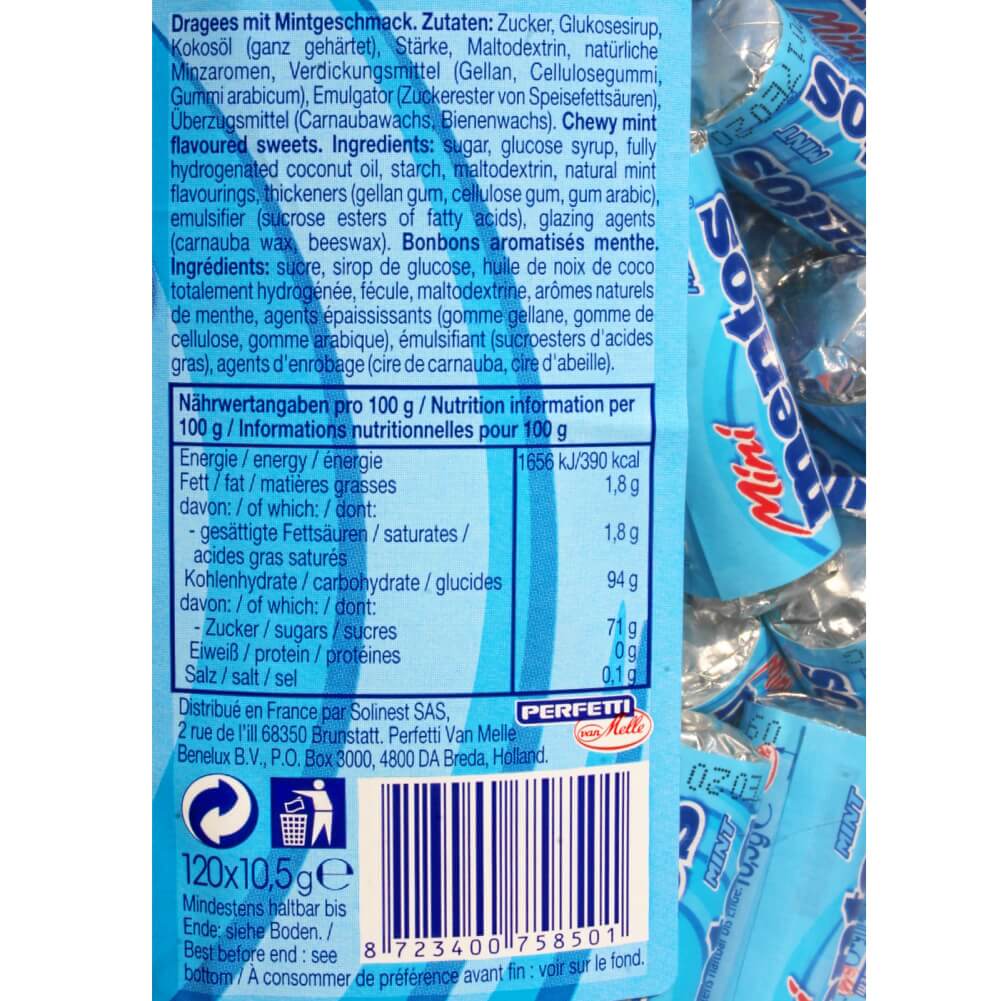 Dragees mit Mintgeschmack. Zutaten: Zucker, Glukosesirup,
Kokosöl (ganz gehärtet), Stärke, Maltodextrin, natürliche
Minzaromen, Verdickungsmittel (Gellan, Cellulosegummi,
Gummi arabicum), Emulgator (Zuckerester von Speisefettsäuren),
Überzugsmittel (Carnaubawachs, Bienenwachs). Chewy mint
flavoured sweets. Ingredients: sugar, glucose syrup, fully
hydrogenated coconut oil, starch, maltodextrin, natural mint
flavourings, thickeners (gellan gum, cellulose gum, gum arabic),
emulsifier (sucrose esters of fatty acids), glazing agents
(carnauba wax, beeswax). Bonbons aromatisés menthe.
Ingrédients: sucre, sirop de glucose, huile de noix de coco
totalement hydrogénée, fécule, maltodextrine, arômes naturels
de menthe, agents épaississants (gomme gellane, gomme de
cellulose, gomme arabique), émulsifiant (sucroesters d'acides
gras), agents d'enrobage (cire de carnauba, cire d'abeille).
Nährwertangaben pro 100 g / Nutrition information per
100 g / Informations nutritionnelles pour 100 g
Energie / energy / énergie 1656 kJ/390 kcal
Fett / fat / matières grasses 1,8 g
davon: / of which: / dont:
- gesättigte Fettsäuren / saturates / 1,8 g
acides gras saturés
Kohlenhydrate / carbohydrate / glucides 94 g
davon: / of which: / dont:
- Zucker / sugars / sucres 71 g
Eiweiß / protein / protéines 0 g
Salz / salt / sel 0,1 g
Distribué en France par Solinest SAS,
2 rue de l'ill 68350 Brunstatt. Perfetti Van Melle
Benelux B.V., P.O. Box 3000, 4800 DA Breda, Holland.
PERFETTI
van Melle
120x10,5 g e
Mindestens haltbar bis
Ende: siehe Boden. /
Best before end : see
bottom / À consommer de préférence avant fin : voir sur le fond.
8 723400 758501
Mini
MINT
mentos
Mini
0203
MINT
MINT
Mini